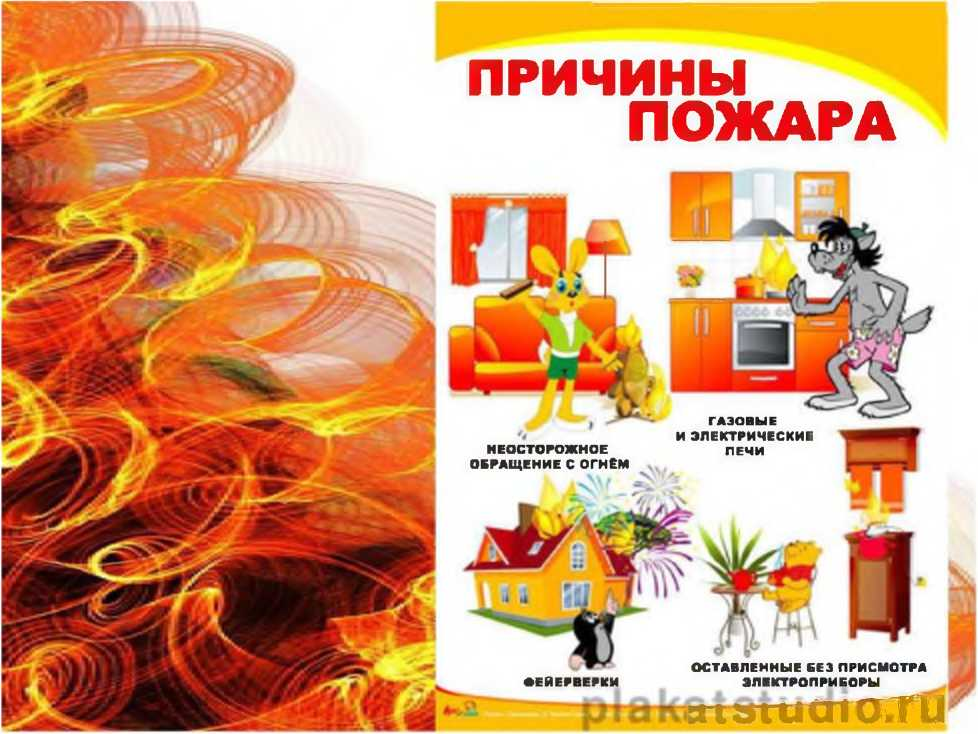 ПРИЧИНЫ
ПОЖАРА
НЕОСТОРОЖНОЕ
ОБРАЩЕНИЕ С ОГНЁМ
ГАЗОВЫЕ
И ЭЛЕКТРИЧЕСКИЕ
ПЕЧИ
ФЕЙЕРВЕРКИ
ОСТАВЛЕННЫЕ БЕЗ ПРИСМОТРА
ЭЛЕКТРОПРИБОРЫ
plakatstudio.ru